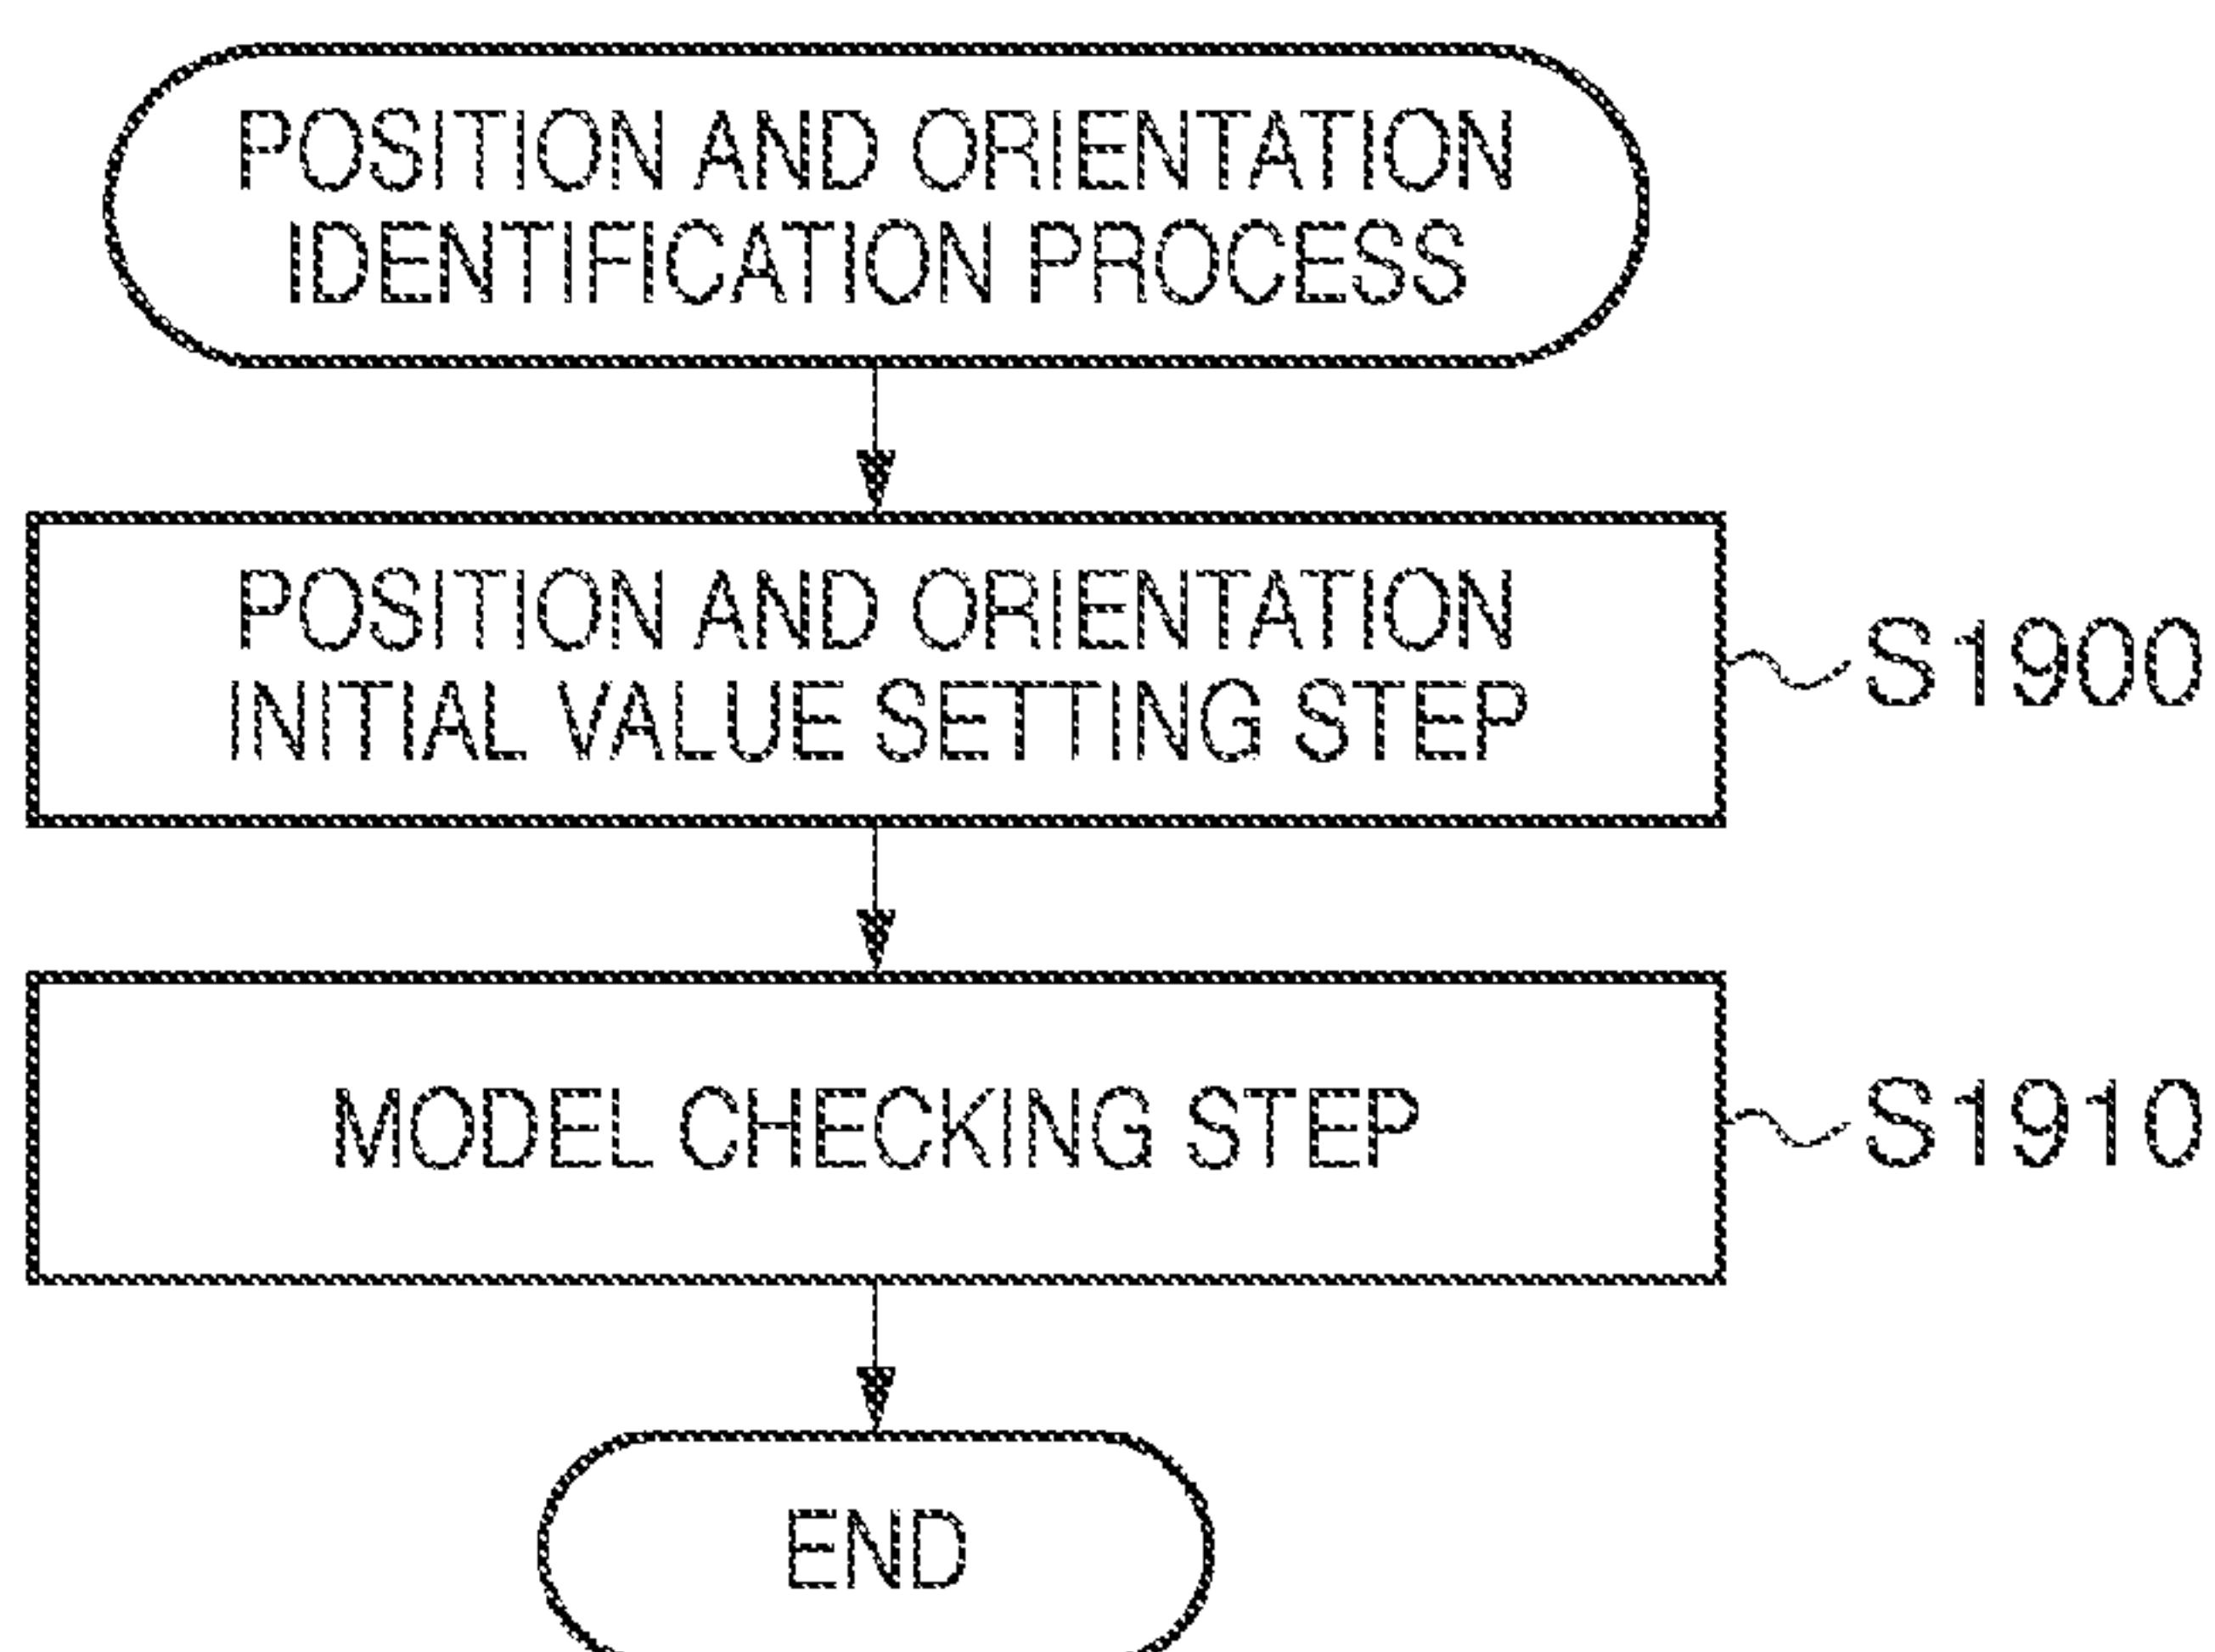 POSITION AND ORIENTATION
IDENTIFICATION PROCESS
POSITION AND ORIENTATION
INITIAL VALUE SETTING STEP
S1900
MODEL CHECKING STEP
S1910
END